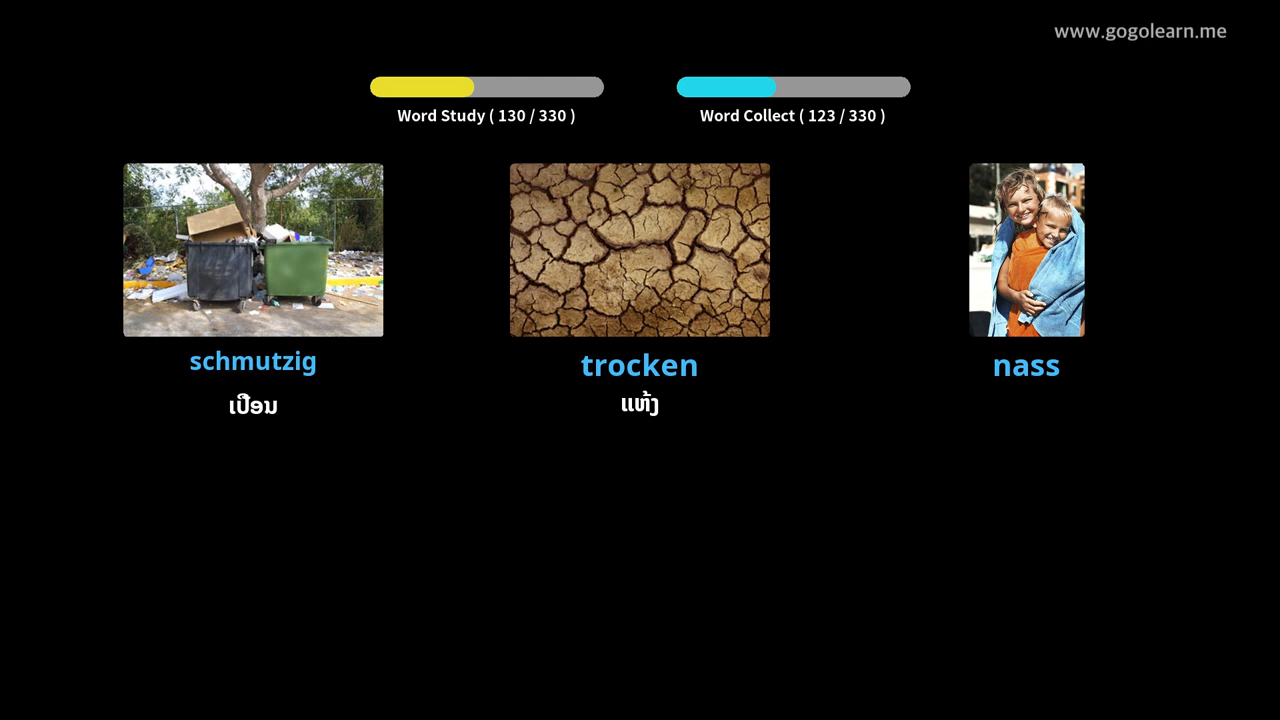 www.gogolearn.me
Word Study ( 130 / 330 )
Word Collect ( 123 / 330 )
schmutzig
trocken
nass
ເປື້ອນ
ແຫ້ງ